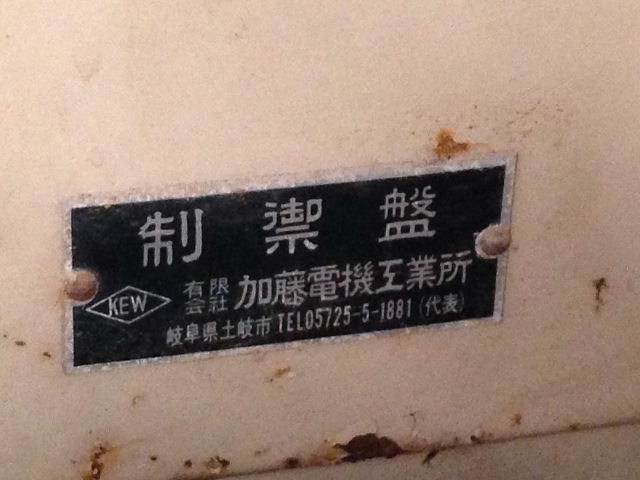 制禦盤
KEW 有限会社 加藤電機工業所
岐阜県土岐市 TEL05725-5-1881(代表)